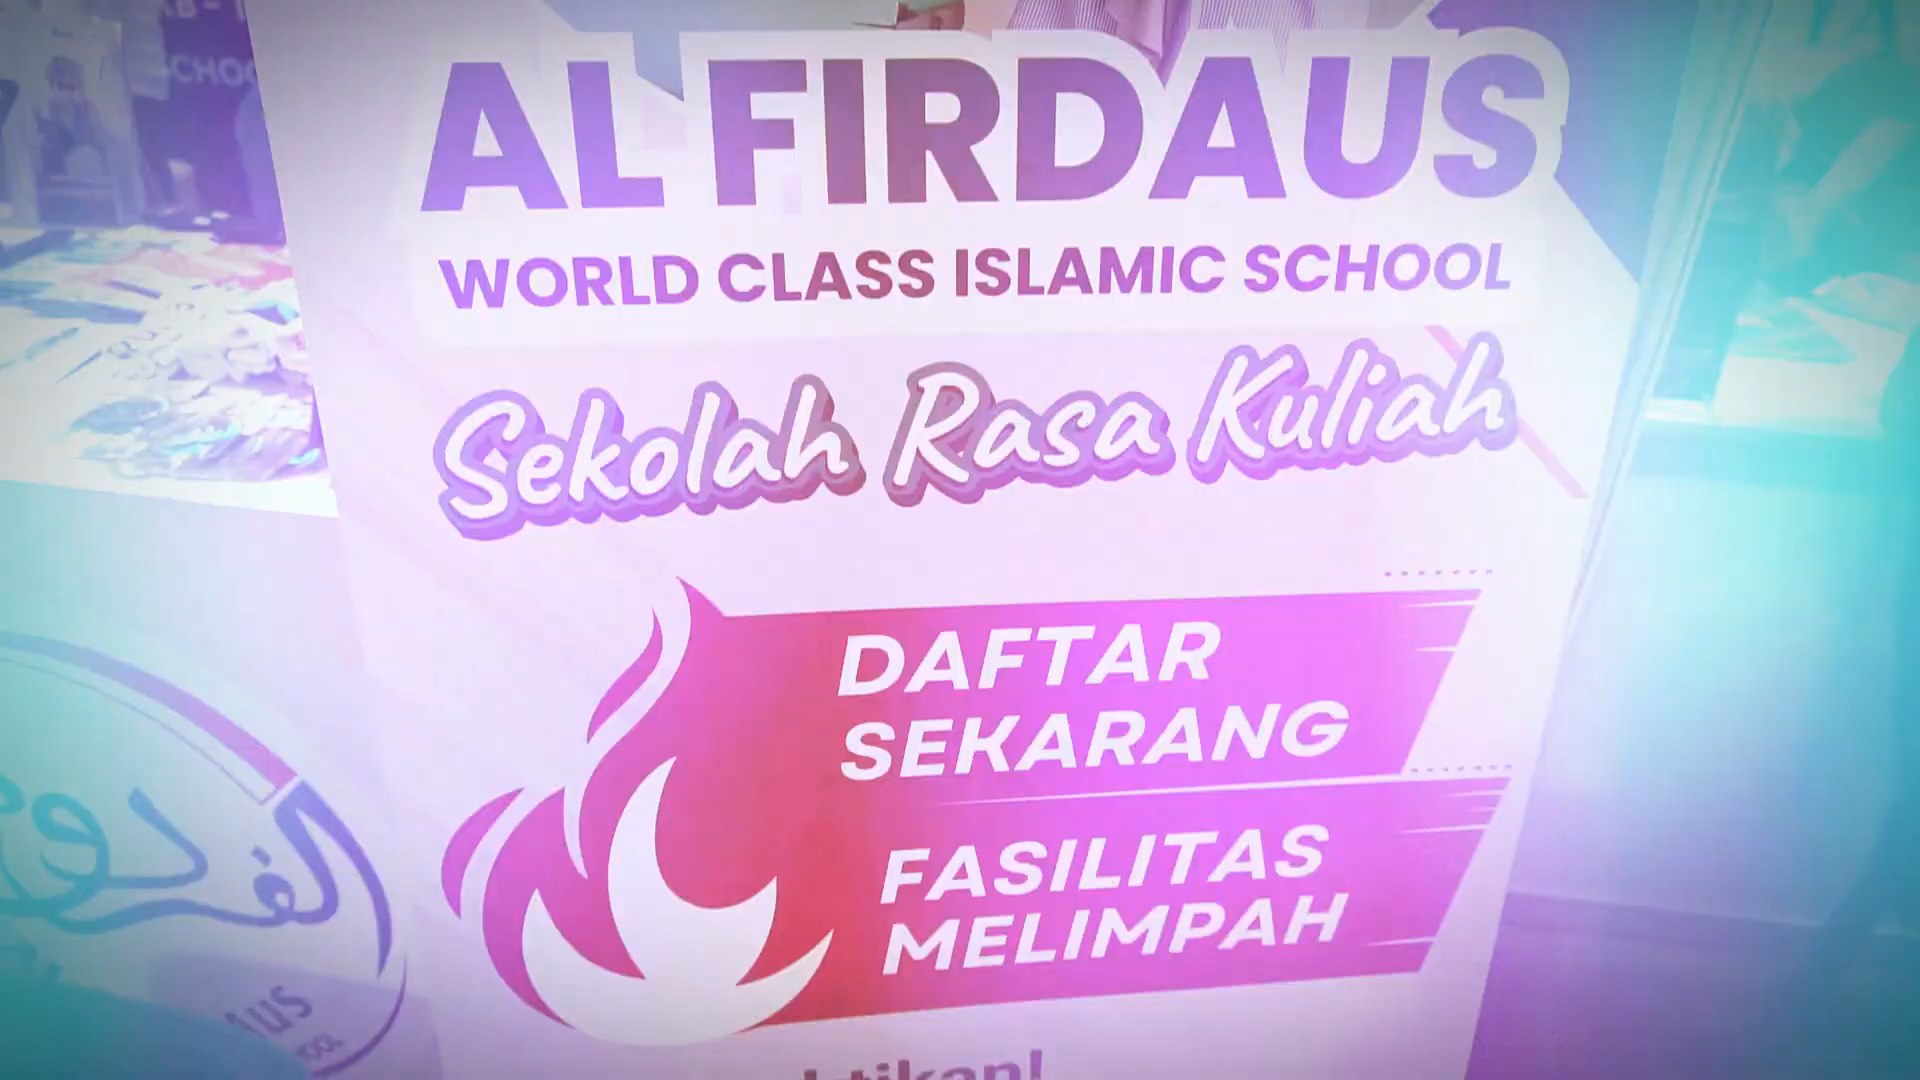 AL FIRDAUS
WORLD CLASS ISLAMIC SCHOOL
Sekolah Rasa Kuliah
DAFTAR
SEKARANG
FASILITAS
MELIMPAH